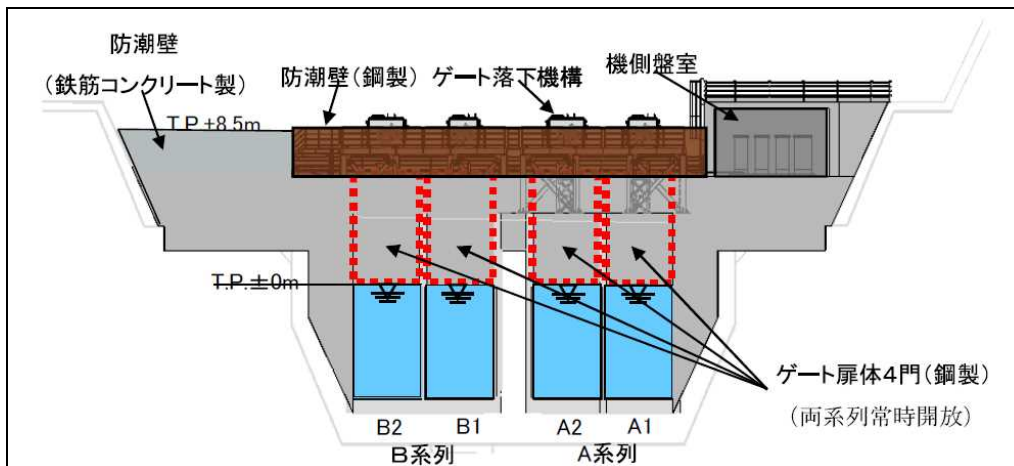 防潮壁
(鉄筋コンクリート製)
防潮壁(鋼製)
ゲート落下機構
機側盤室
T.P.+8.5m
T.P.±0m
ゲート扉体4門(鋼製)
(両系列常時開放)
B2
B1
A2
A1
B系列
A系列